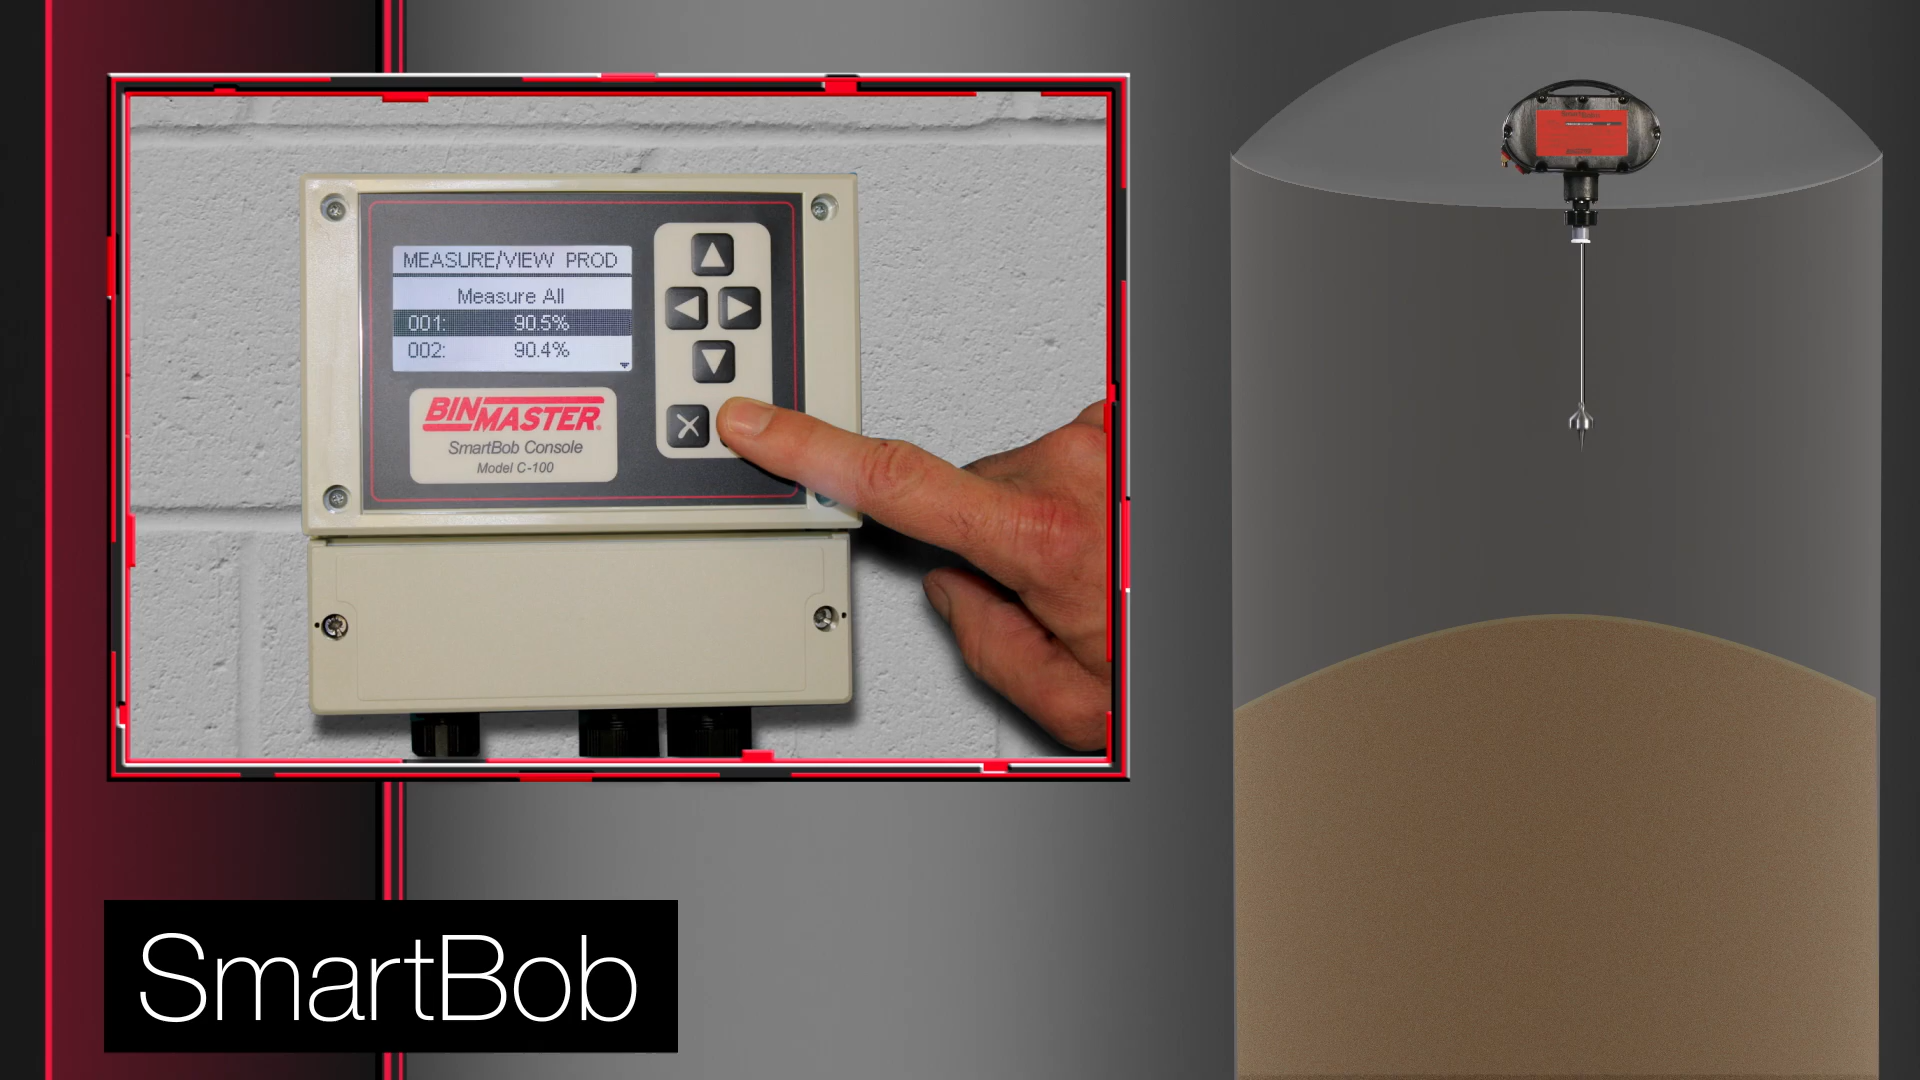 MEASURE/VIEW PROD
Measure All
001: 90.5%
002: 90.4%
BINMASTER®
SmartBob Console
Model C-100
SmartBob